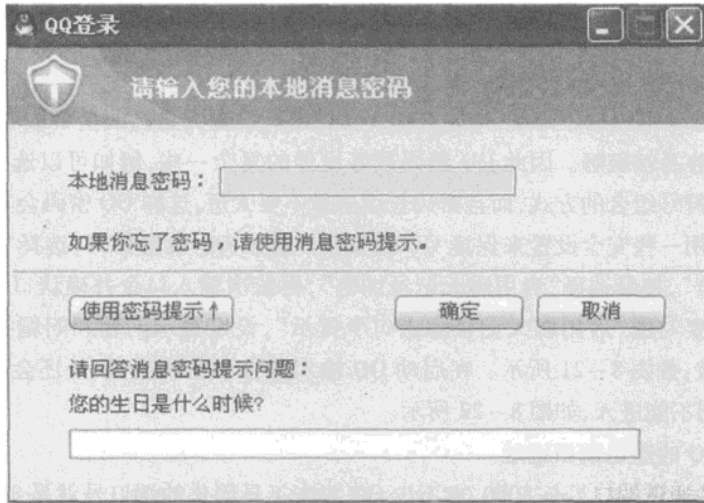 QQ登录
请输入您的本地消息密码
本地消息密码：
如果你忘了密码，请使用消息密码提示。
使用密码提示↑
确定
取消
请回答消息密码提示问题：
您的生日是什么时候?